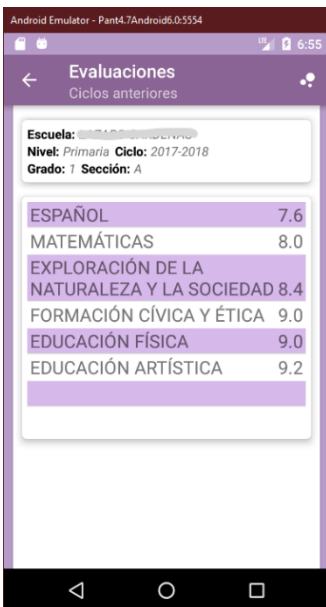 Android Emulator - Pant4.7Android6.0:5554
LTE 6:55
Evaluaciones
Ciclos anteriores
Escuela:
Nivel: Primaria Ciclo: 2017-2018
Grado: 1 Sección: A
ESPAÑOL 7.6
MATEMÁTICAS 8.0
EXPLORACIÓN DE LA
NATURALEZA Y LA SOCIEDAD 8.4
FORMACIÓN CÍVICA Y ÉTICA 9.0
EDUCACIÓN FÍSICA 9.0
EDUCACIÓN ARTÍSTICA 9.2